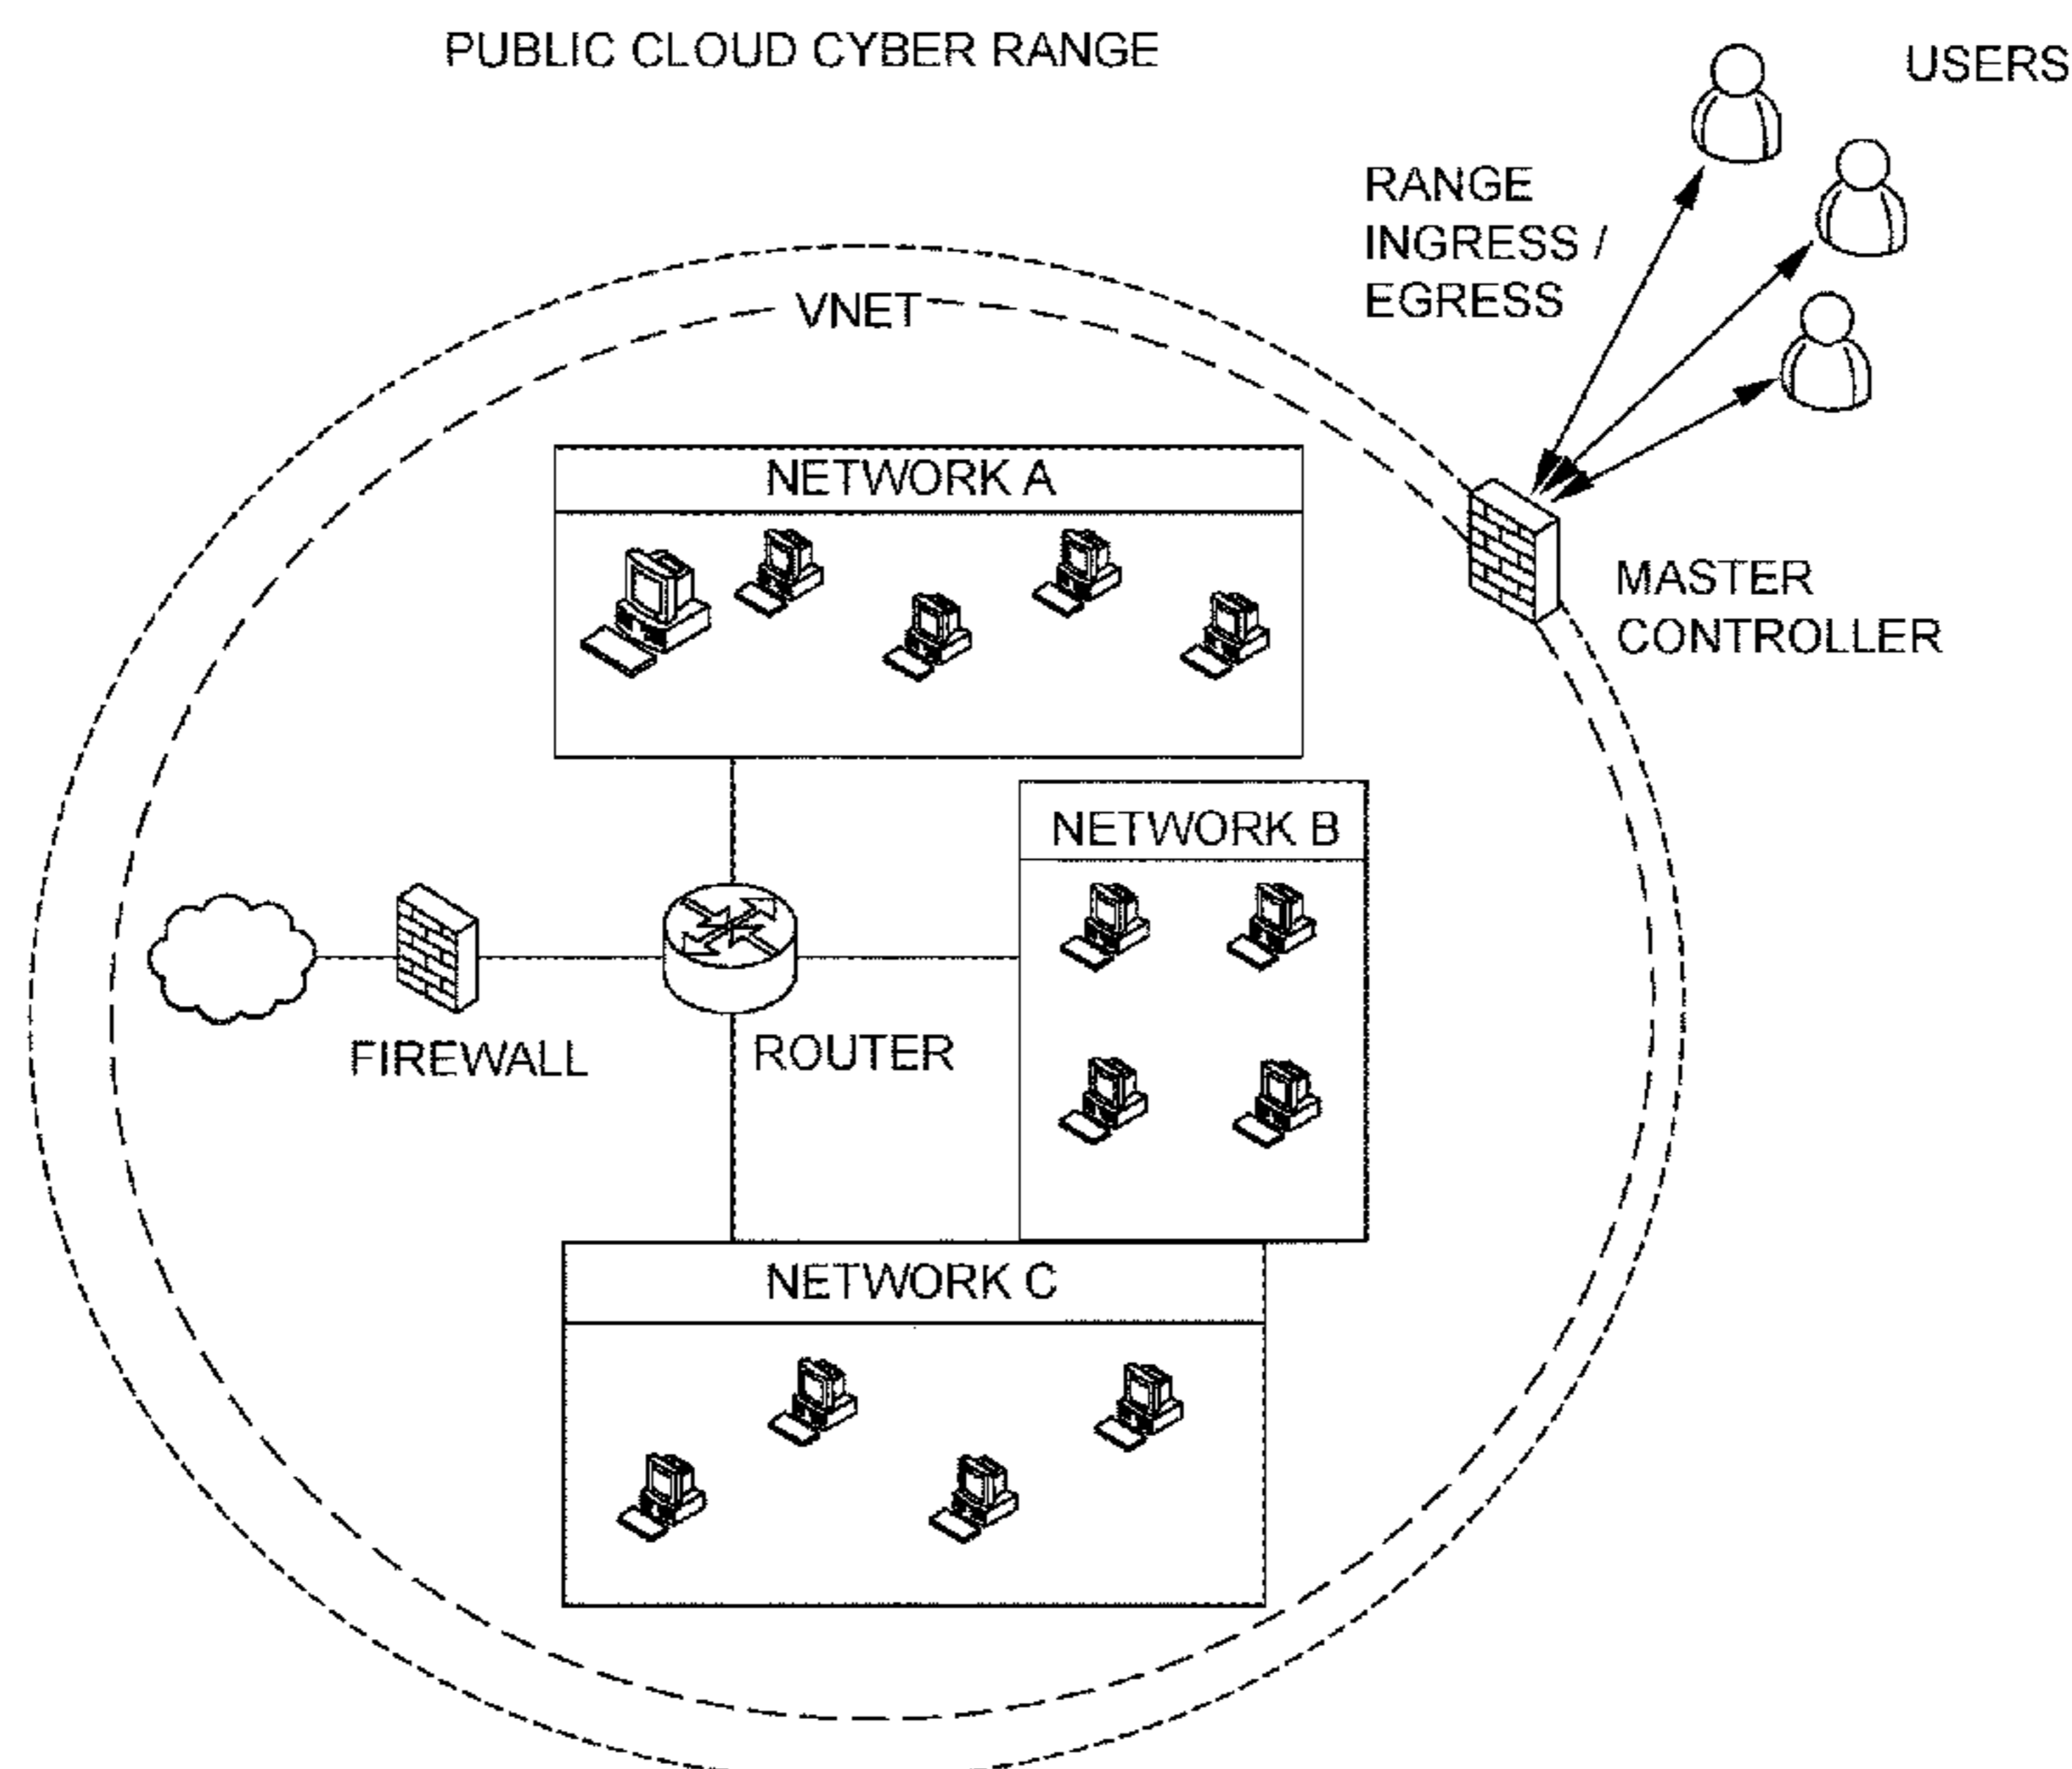 PUBLIC CLOUD CYBER RANGE
USERS
RANGE
INGRESS /
EGRESS
VNET
NETWORK A
MASTER
CONTROLLER
NETWORK B
FIREWALL
ROUTER
NETWORK C